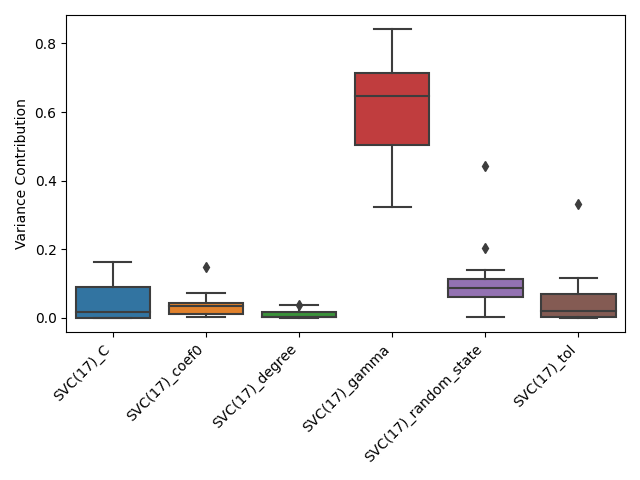 Variance Contribution
0.8
0.6
0.4
0.2
0.0
SVC(17)_C
SVC(17)_coef0
SVC(17)_degree
SVC(17)_gamma
SVC(17)_random_state
SVC(17)_tol